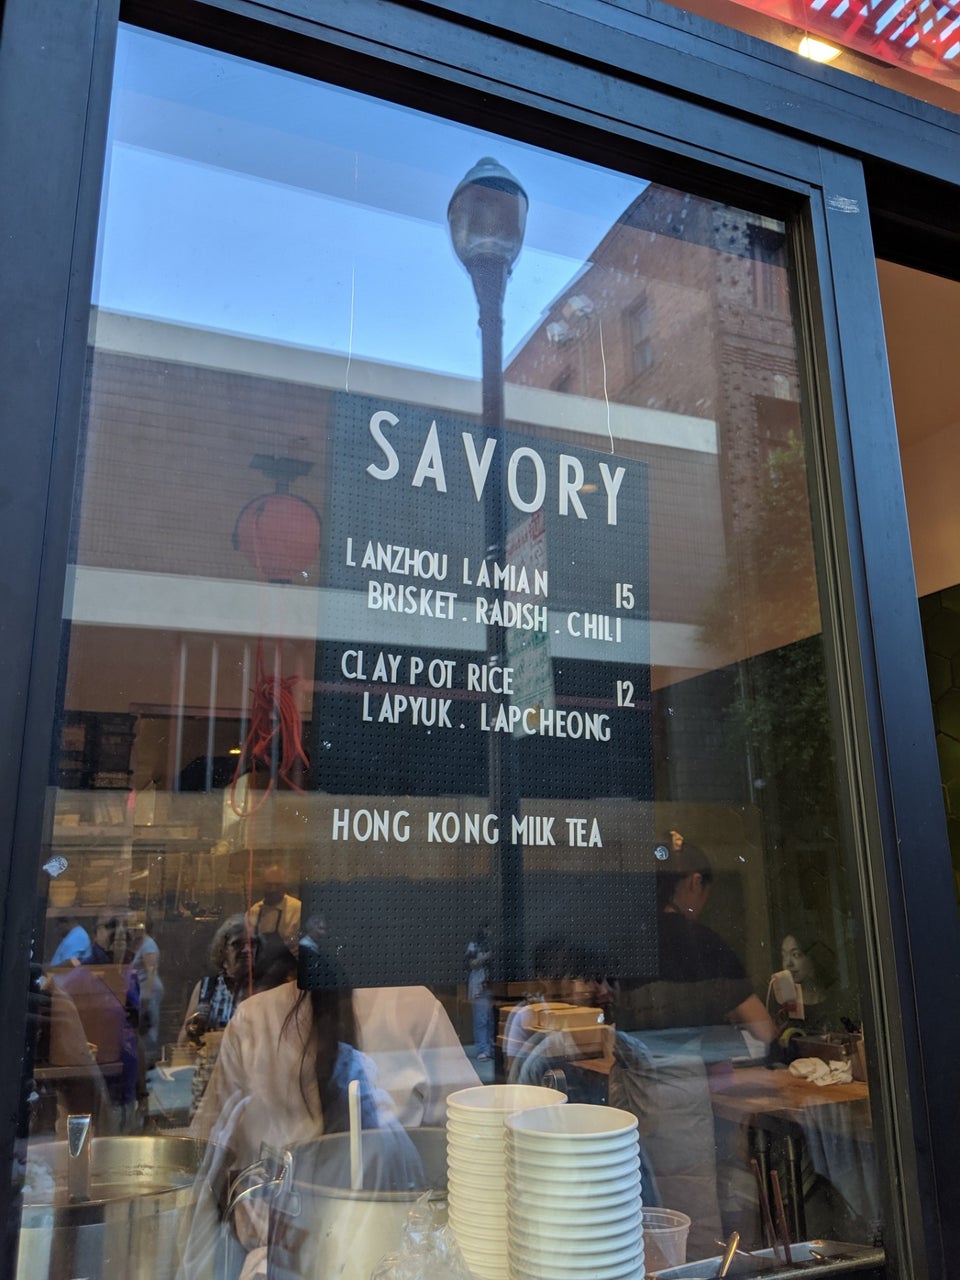 SAVORY
LANZHOU LAMIAN 15
BRISKET . RADISH . CHILI
CLAY POT RICE 12
LAPYUK . LAPCHEONG
HONG KONG MILK TEA